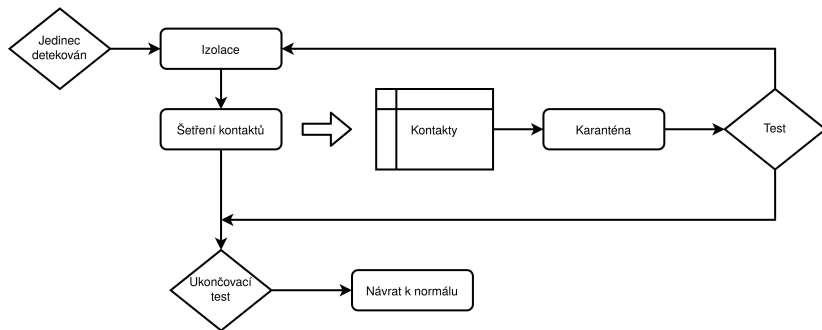 Jedinec
detekován
Izolace
Šetření kontaktů
Kontakty
Karanténa
Test
Ukončovací
test
Návrat k normálu